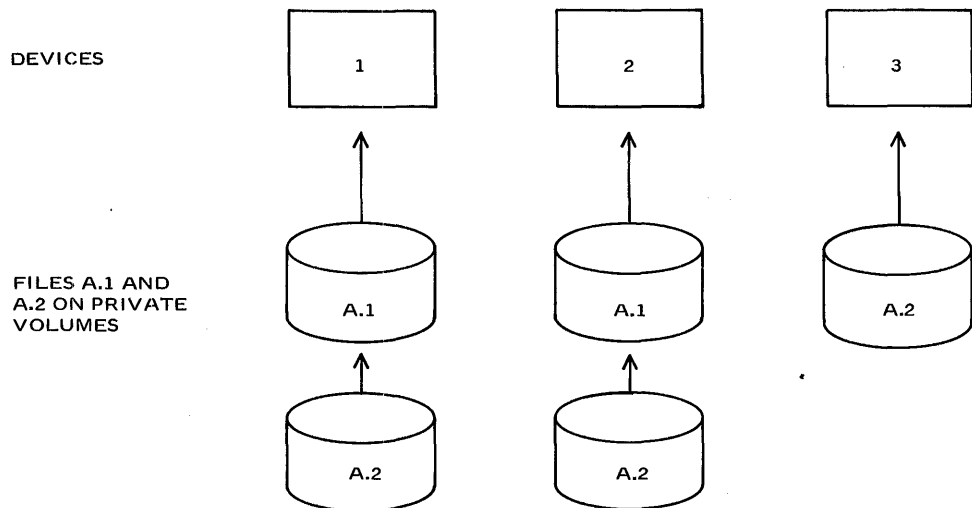 DEVICES
1
2
3
FILES A.1 AND
A.2 ON PRIVATE
VOLUMES
A.1
A.1
A.2
A.2
A.2